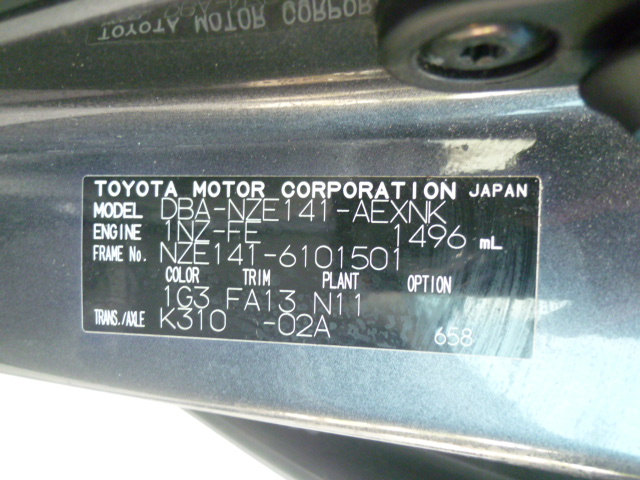 TOYOTA MOTOR CORPORATION JAPAN
MODEL DBA-NZE141-AEXNK
ENGINE 1NZ-FE 1496 mL
FRAME No. NZE141-6101501
COLOR TRIM PLANT OPTION
1G3 FA13 N11
TRANS./AXLE K310 -02A
658